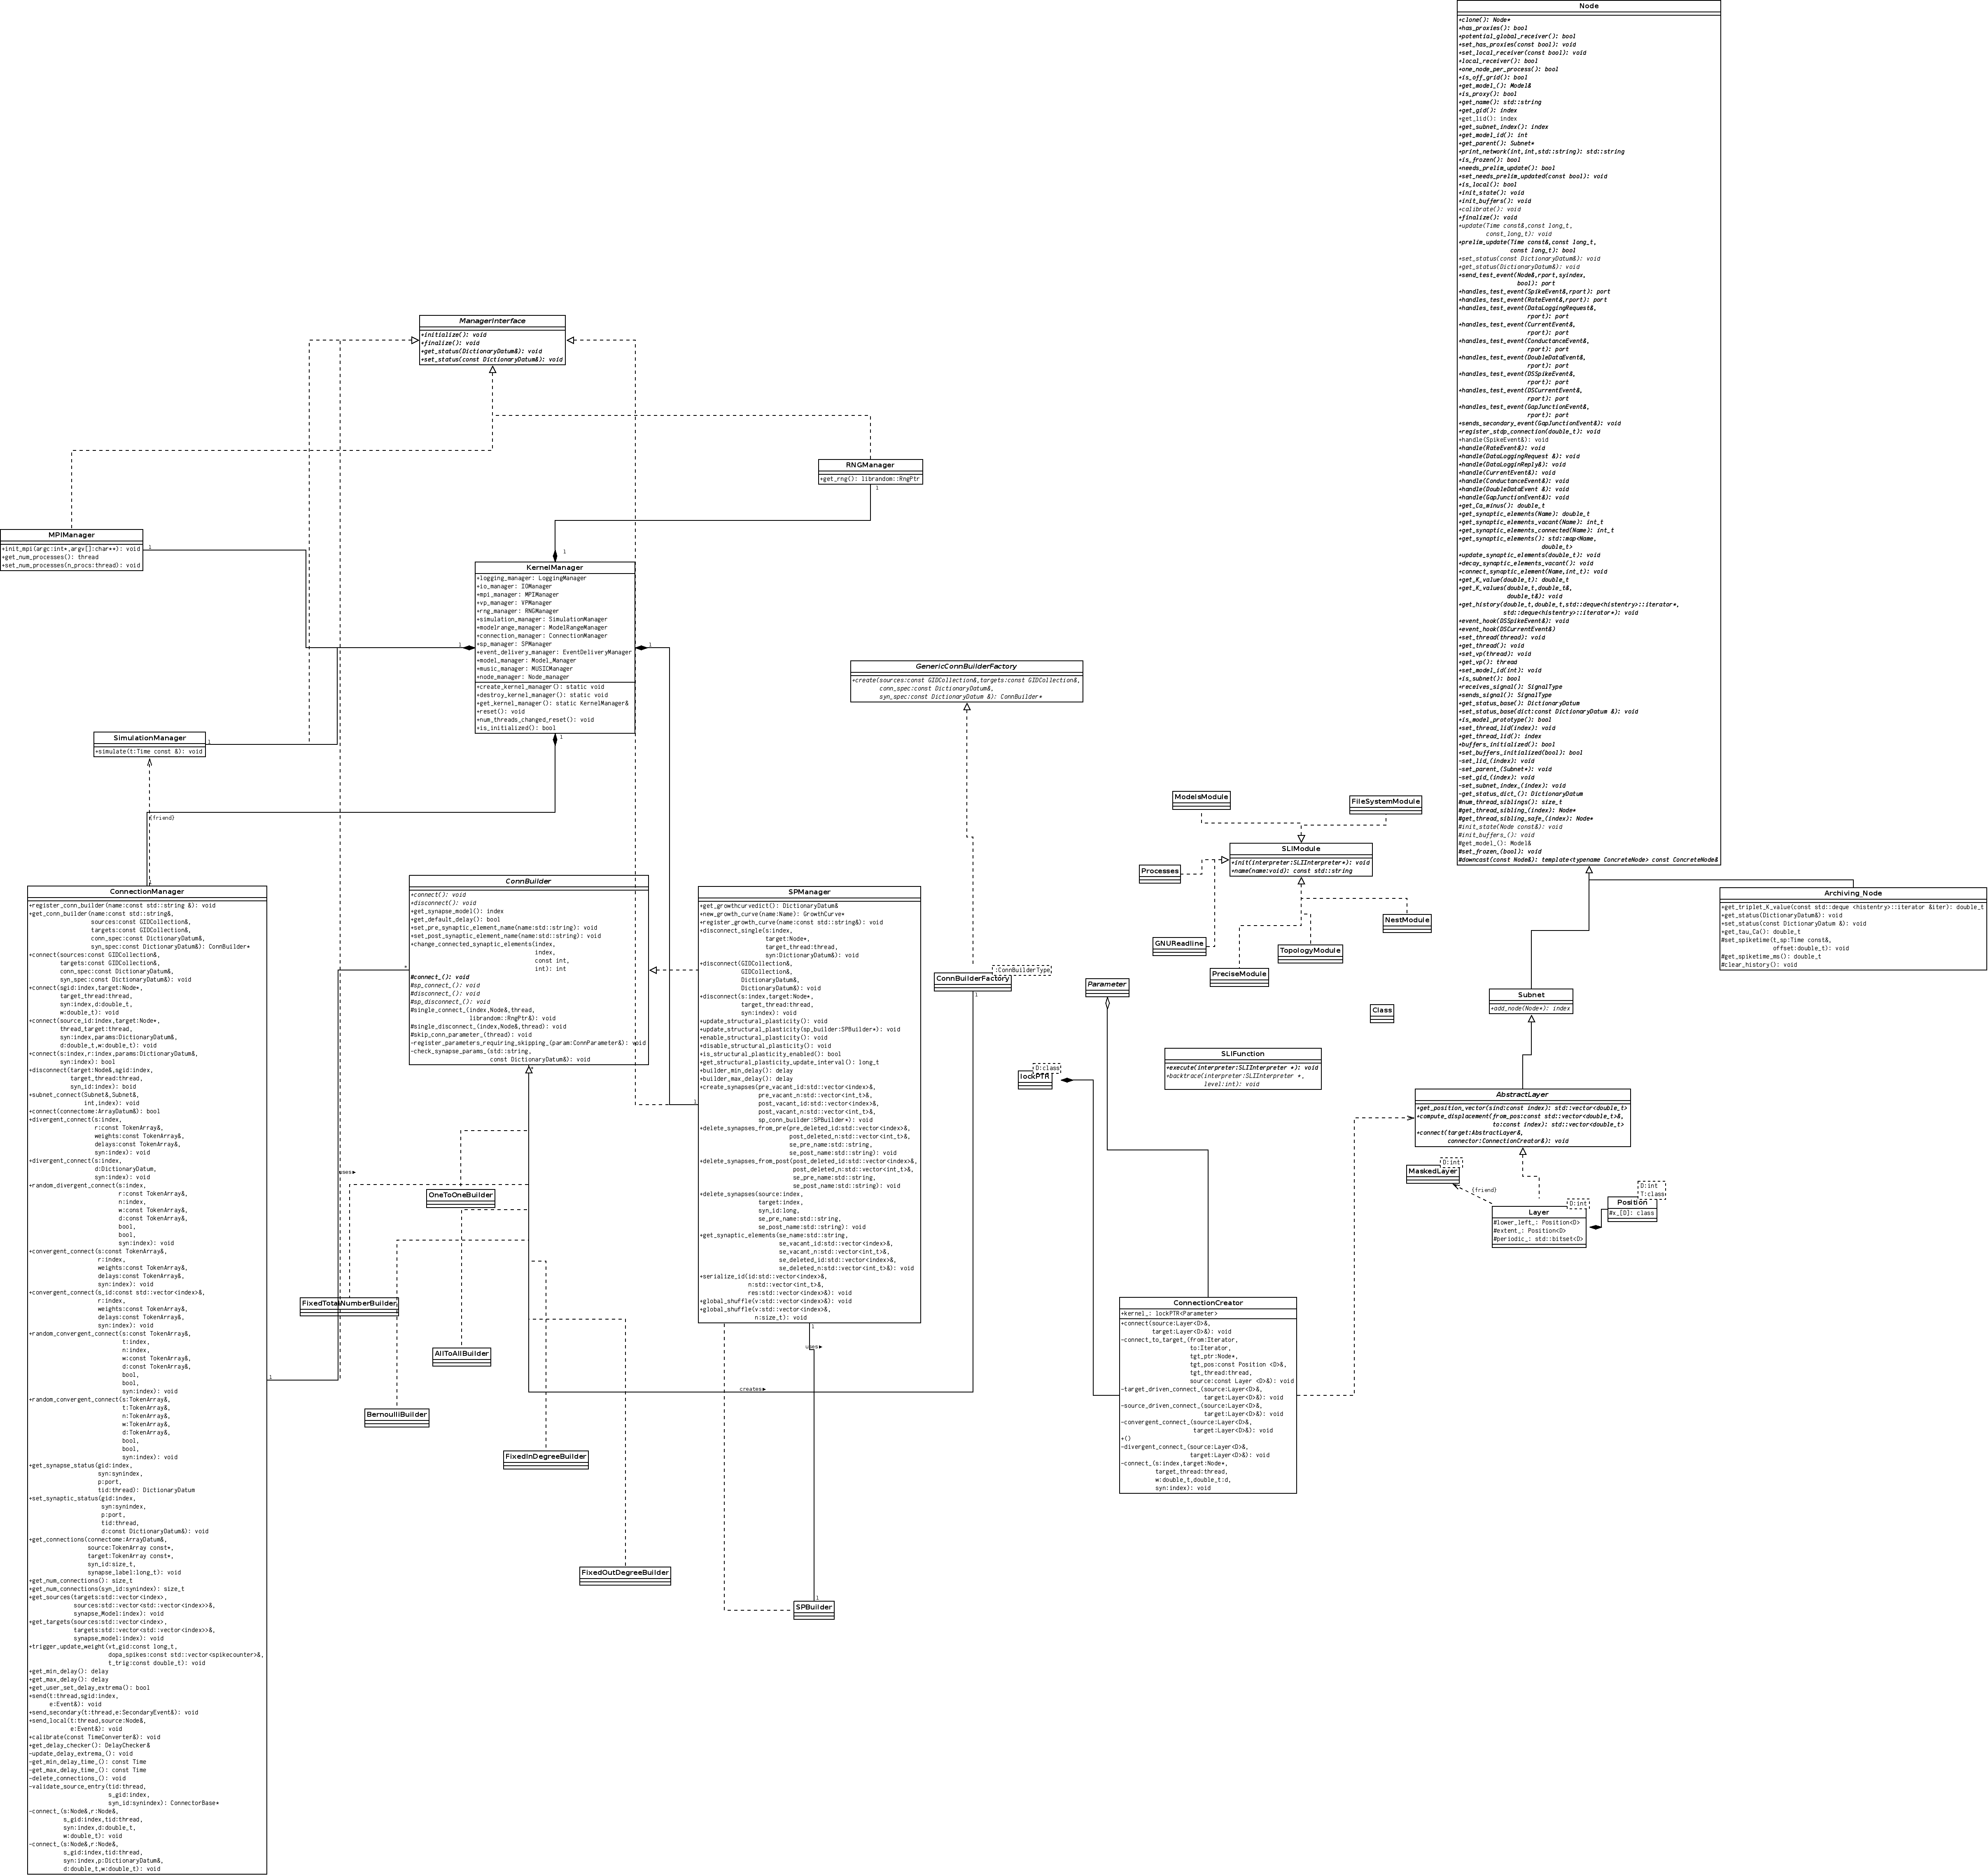 Node
+clone(): Node*
+has_proxies(): bool
+potential_global_receiver(): bool
+set_has_proxies(const bool): void
+set_local_receiver(const bool): void
+local_receiver(): bool
+one_node_per_process(): bool
+is_off_grid(): bool
+get_model_(): Model&
+is_proxy(): bool
+get_name(): std::string
+get_gid(): index
+get_lid(): index
+get_subnet_index(): index
+get_model_id(): int
+get_parent(): Subnet*
+print_network(int,int,std::string): std::string
+is_frozen(): bool
+needs_prelim_update(): bool
+set_needs_prelim_updated(const bool): void
+is_local(): bool
+init_state(): void
+init_buffers(): void
+calibrate(): void
+finalize(): void
+update(Time const&,const long_t,
const_long_t): void
+prelim_update(Time const&,const long_t,
const long_t): bool
+set_status(const DictionaryDatum&): void
+get_status(DictionaryDatum&): void
+send_test_event(Node&,rport,syindex,
bool): port
+handles_test_event(SpikeEvent&,rport): port
+handles_test_event(RateEvent&,rport): port
+handles_test_event(DataLoggingRequest&,
rport): port
+handles_test_event(CurrentEvent&,
rport): port
+handles_test_event(ConductanceEvent&,
rport): port
+handles_test_event(DoubleDataEvent&,
rport): port
+handles_test_event(DSSpikeEvent&,
rport): port
+handles_test_event(DSCurrentEvent&,
rport): port
+handles_test_event(GapJunctionEvent&,
rport): port
+sends_secondary_event(GapJunctionEvent&): void
+register_stdp_connection(double_t): void
+handle(SpikeEvent&): void
+handle(RateEvent&): void
+handle(DataLoggingRequest &): void
+handle(DataLogginReply&): void
+handle(CurrentEvent&): void
+handle(ConductanceEvent&): void
+handle(DoubleDataEvent &): void
+handle(GapJunctionEvent&): void
+get_Ca_minus(): double_t
+get_synaptic_elements(Name): double_t
+get_synaptic_elements_vacant(Name): int_t
+get_synaptic_elements_connected(Name): int_t
+get_synaptic_elements(): std::map<Name,
double_t>
+update_synaptic_elements(double_t): void
+decay_synaptic_elements_vacant(): void
+connect_synaptic_element(Name,int_t): void
+get_K_value(double_t): double_t
+get_K_values(double_t,double_t&,
double_t&): void
+get_history(double_t,double_t,std::deque<histentry>::iterator*,
std::deque<histentry>::iterator*): void
+event_hook(DSSpikeEvent&): void
+event_hook(DSCurrentEvent&)
+set_thread(thread): void
+get_thread(): void
+set_vp(thread): void
+get_vp(): thread
+set_model_id(int): void
+is_subnet(): bool
+receives_signal(): SignalType
+sends_signal(): SignalType
+get_status_base(): DictionaryDatum
+set_status_base(dict:const DictionaryDatum &): void
+is_model_prototype(): bool
+set_thread_lid(index): void
+get_thread_lid(): index
+buffers_initialized(): bool
+set_buffers_initialized(bool): bool
-set_lid_(index): void
-set_parent_(Subnet*): void
-set_gid_(index): void
-set_subnet_index_(index): void
-get_status_dict_(): DictionaryDatum
#num_thread_siblings(): size_t
#get_thread_sibling_(index): Node*
#get_thread_sibling_safe_(index): Node*
#init_state(Node const&): void
#init_buffers_(): void
#get_model_(): Model&
#set_frozen_(bool): void
#downcast(const Node&): template<typename ConcreteNode> const ConcreteNode&
ManagerInterface
+initialize(): void
+finalize(): void
+get_status(DictionaryDatum&): void
+set_status(const DictionaryDatum&): void
RNGManager
+get_rng(): librandom::RngPtr
1
MPIManager
+init_mpi(argc:int*,argv[]:char**): void
+get_num_processes(): thread
+set_num_processes(n_procs:thread): void
1
1
KernelManager
+logging_manager: LoggingManager
+io_manager: IOManager
+mpi_manager: MPIManager
+vp_manager: VPManager
+rng_manager: RNGManager
+simulation_manager: SimulationManager
+modelrange_manager: ModelRangeManager
+connection_manager: ConnectionManager
+sp_manager: SPManager
+event_delivery_manager: EventDeliveryManager
+model_manager: Model_Manager
+music_manager: MUSICManager
+node_manager: Node_manager
+create_kernel_manager(): static void
+destroy_kernel_manager(): static void
+get_kernel_manager(): static KernelManager&
+reset(): void
+num_threads_changed_reset(): void
+is_initialized(): bool
1
1
1
GenericConnBuilderFactory
+create(sources:const GIDCollection&,targets:const GIDCollection&,
conn_spec:const DictionaryDatum&,
syn_spec:const DictionaryDatum &): ConnBuilder*
SimulationManager
+simulate(t:Time const &): void
1
{friend}
ModelsModule
FileSystemModule
SLIModule
+init(interpreter:SLIInterpreter*): void
+name(name:void): const std::string
Processes
GNUReadline
PreciseModule
TopologyModule
NestModule
Archiving_Node
+get_triplet_K_value(const std::deque <histentry>::iterator &iter): double_t
+get_status(DictionaryDatum&): void
+set_status(const DictionaryDatum &): void
+get_tau_Ca(): double_t
#set_spiketime(t_sp:Time const&,
offset:double_t): void
#get_spiketime_ms(): double_t
#clear_history(): void
ConnectionManager
+register_conn_builder(name:const std::string &): void
+get_conn_builder(name:const std::string&,
sources:const GIDCollection&,
targets:const GIDCollection&,
conn_spec:const DictionaryDatum&,
syn_spec:const DictionaryDatum&): ConnBuilder*
+connect(sources:const GIDCollection&,
targets:const GIDCollection&,
conn_spec:const DictionaryDatum&,
syn_spec:const DictionaryDatum&): void
+connect(sgid:index,target:Node*,
target_thread:thread,
syn:index,d:double_t,
w:double_t): void
+connect(source_id:index,target:Node*,
thread_target:thread,
syn:index,params:DictionaryDatum&,
d:double_t,w:double_t): void
+connect(s:index,r:index,params:DictionaryDatum&,
syn:index): bool
+disconnect(target:Node&,sgid:index,
target_thread:thread,
syn_id:index): boid
+subnet_connect(Subnet&,Subnet&,
int,index): void
+connect(connectome:ArrayDatum&): bool
+divergent_connect(s:index,
r:const TokenArray&,
weights:const TokenArray&,
delays:const TokenArray&,
syn:index): void
+divergent_connect(s:index,
d:DictionaryDatum,
syn:index): void
+random_divergent_connect(s:index,
r:const TokenArray&,
n:index,
w:const TokenArray&,
d:const TokenArray&,
bool,
bool,
syn:index): void
+convergent_connect(s:const TokenArray&,
r:index,
weights:const TokenArray&,
delays:const TokenArray&,
syn:index): void
+convergent_connect(s_id:const std::vector<index>&,
r:index,
weights:const TokenArray&,
delays:const TokenArray&,
syn:index): void
+random_convergent_connect(s:const TokenArray&,
t:index,
n:index,
w:const TokenArray&,
d:const TokenArray&,
bool,
bool,
syn:index): void
+random_convergent_connect(s:TokenArray&,
t:TokenArray&,
n:TokenArray&,
w:TokenArray&,
d:TokenArray&,
bool,
bool,
syn:index): void
+get_synapse_status(gid:index,
syn:synindex,
p:port,
tid:thread): DictionaryDatum
+set_synaptic_status(gid:index,
syn:synindex,
p:port,
tid:thread,
d:const DictionaryDatum&): void
+get_connections(connectome:ArrayDatum&,
source:TokenArray const*,
target:TokenArray const*,
syn_id:size_t,
synapse_label:long_t): void
+get_num_connections(): size_t
+get_num_connections(syn_id:synindex): size_t
+get_sources(targets:std::vector<index>,
sources:std::vector<std::vector<index>>&,
synapse_Model:index): void
+get_targets(sources:std::vector<index>,
targets:std::vector<std::vector<index>>&,
synapse_model:index): void
+trigger_update_weight(vt_gid:const long_t,
dopa_spikes:const std::vector<spikecounter>&,
t_trig:const double_t): void
+get_min_delay(): delay
+get_max_delay(): delay
+get_user_set_delay_extrema(): bool
+send(t:thread,sgid:index,
e:Event&): void
+send_secondary(t:thread,e:SecondaryEvent&): void
+send_local(t:thread,source:Node&,
e:Event&): void
+calibrate(const TimeConverter&): void
+get_delay_checker(): DelayChecker&
-update_delay_extrema_(): void
-get_min_delay_time_(): const Time
-get_max_delay_time_(): const Time
-delete_connections_(): void
-validate_source_entry(tid:thread,
s_gid:index,
syn_id:synindex): ConnectorBase*
-connect_(s:Node&,r:Node&,
s_gid:index,tid:thread,
syn:index,d:double_t,
w:double_t): void
-connect_(s:Node&,r:Node&,
s_gid:index,tid:thread,
syn:index,p:DictionaryDatum&,
d:double_t,w:double_t): void
1
uses
*
ConnBuilder
+connect(): void
+disconnect(): void
+get_synapse_model(): index
+get_default_delay(): bool
+set_pre_synaptic_element_name(name:std::string): void
+set_post_synaptic_element_name(name:std::string): void
+change_connected_synaptic_elements(index,
index,
const int,
int): int
#connect_(): void
#sp_connect_(): void
#disconnect_(): void
#sp_disconnect_(): void
#single_connect_(index,Node&,thread,
librandom::RngPtr&): void
#single_disconnect_(index,Node&,thread): void
#skip_conn_parameter_(thread): void
-register_parameters_requiring_skipping_(param:ConnParameter&): void
-check_synapse_params_(std::string,
const DictionaryDatum&): void
SPManager
+get_growthcurvedict(): DictionaryDatum&
+new_growth_curve(name:Name): GrowthCurve*
+register_growth_curve(name:const std::string&): void
+disconnect_single(s:index,
target:Node*,
target_thread:thread,
syn:DictionaryDatum&): void
+disconnect(GIDCollection&,
GIDCollection&,
DictionaryDatum&,
DictionaryDatum&): void
+disconnect(s:index,target:Node*,
target_thread:thread,
syn:index): void
+update_structural_plasticity(): void
+update_structural_plasticity(sp_builder:SPBuilder*): void
+enable_structural_plasticity(): void
+disable_structural_plasticity(): void
+is_structural_plasticity_enabled(): bool
+get_structural_plasticity_update_interval(): long_t
+builder_min_delay(): delay
+builder_max_delay(): delay
+create_synapses(pre_vacant_id:std::vector<index>&,
pre_vacant_n:std::vector<int_t>&,
post_vacant_id:std::vector<index>&,
post_vacant_n:std::vector<int_t>&,
sp_conn_builder:SPBuilder*): void
+delete_synapses_from_pre(pre_deleted_id:std::vector<index>&,
post_deleted_n:std::vector<int_t>&,
se_pre_name:std::string,
se_post_name:std::string): void
+delete_synapses_from_post(post_deleted_id:std::vector<index>&,
post_deleted_n:std::vector<int_t>&,
se_pre_name:std::string,
se_post_name:std::string): void
+delete_synapses(source:index,
target:index,
syn_id:long,
se_pre_name:std::string,
se_post_name:std::string): void
+get_synaptic_elements(se_name:std::string,
se_vacant_id:std::vector<index>&,
se_vacant_n:std::vector<int_t>&,
se_deleted_id:std::vector<index>&,
se_deleted_n:std::vector<int_t>&): void
+serialize_id(id:std::vector<index>&,
n:std::vector<int_t>&,
res:std::vector<index>&): void
+global_shuffle(v:std::vector<index>&): void
+global_shuffle(v:std::vector<index>&,
n:size_t): void
1
1
uses
1
SPBuilder
:ConnBuilderType
ConnBuilderFactory
1
creates
OneToOneBuilder
FixedTotalNumberBuilder
AllToAllBuilder
BernoulliBuilder
FixedInDegreeBuilder
FixedOutDegreeBuilder
Parameter
Class
D:class
lockPTR
SLIFunction
+execute(interpreter:SLIInterpreter *): void
+backtrace(interpreter:SLIInterpreter *,
level:int): void
Subnet
+add_node(Node*): index
AbstractLayer
+get_position_vector(sind:const index): std::vector<double_t>
+compute_displacement(from_pos:const std::vector<double_t>&,
to:const index): std::vector<double_t>
+connect(target:AbstractLayer&,
connector:ConnectionCreator&): void
D:int
MaskedLayer
{friend}
D:int
Layer
#lower_left_: Position<D>
#extent_: Position<D>
#periodic_: std::bitset<D>
D:int
T:class
Position
#x_[D]: class
ConnectionCreator
+kernel_: lockPTR<Parameter>
+connect(source:Layer<D>&,
target:Layer<D>&): void
-connect_to_target_(from:Iterator,
to:Iterator,
tgt_ptr:Node*,
tgt_pos:const Position <D>&,
tgt_thread:thread,
source:const Layer <D>&): void
-target_driven_connect_(source:Layer<D>&,
target:Layer<D>&): void
-source_driven_connect_(source:Layer<D>&,
target:Layer<D>&): void
-convergent_connect_(source:Layer<D>&,
target:Layer<D>&): void
+()
-divergent_connect_(source:Layer<D>&,
target:Layer<D>&): void
-connect_(s:index,target:Node*,
target_thread:thread,
w:double_t,double_t:d,
syn:index): void